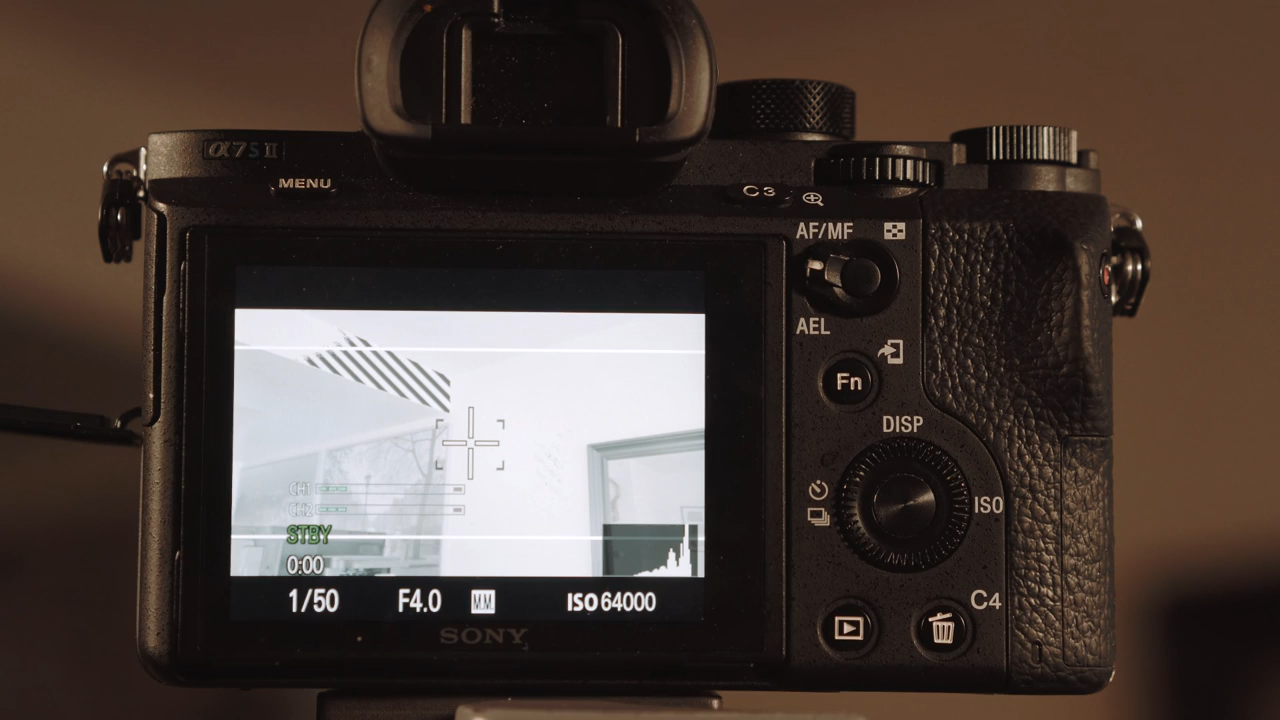 α7SII
MENU
C3
AF/MF
AEL
Fn
DISP
ISO
C4
CH1
CH2
STBY
0:00
1/50 F4.0 M.M. ISO 64000
SONY